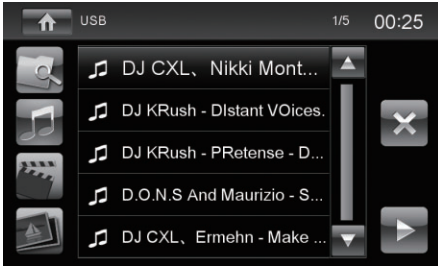 USB 1/5 00:25
DJ CXL、Nikki Mont...
DJ KRush - DIstant VOices.
DJ KRush - PRetense - D...
D.O.N.S And Maurizio - S...
DJ CXL、Ermehn - Make ...